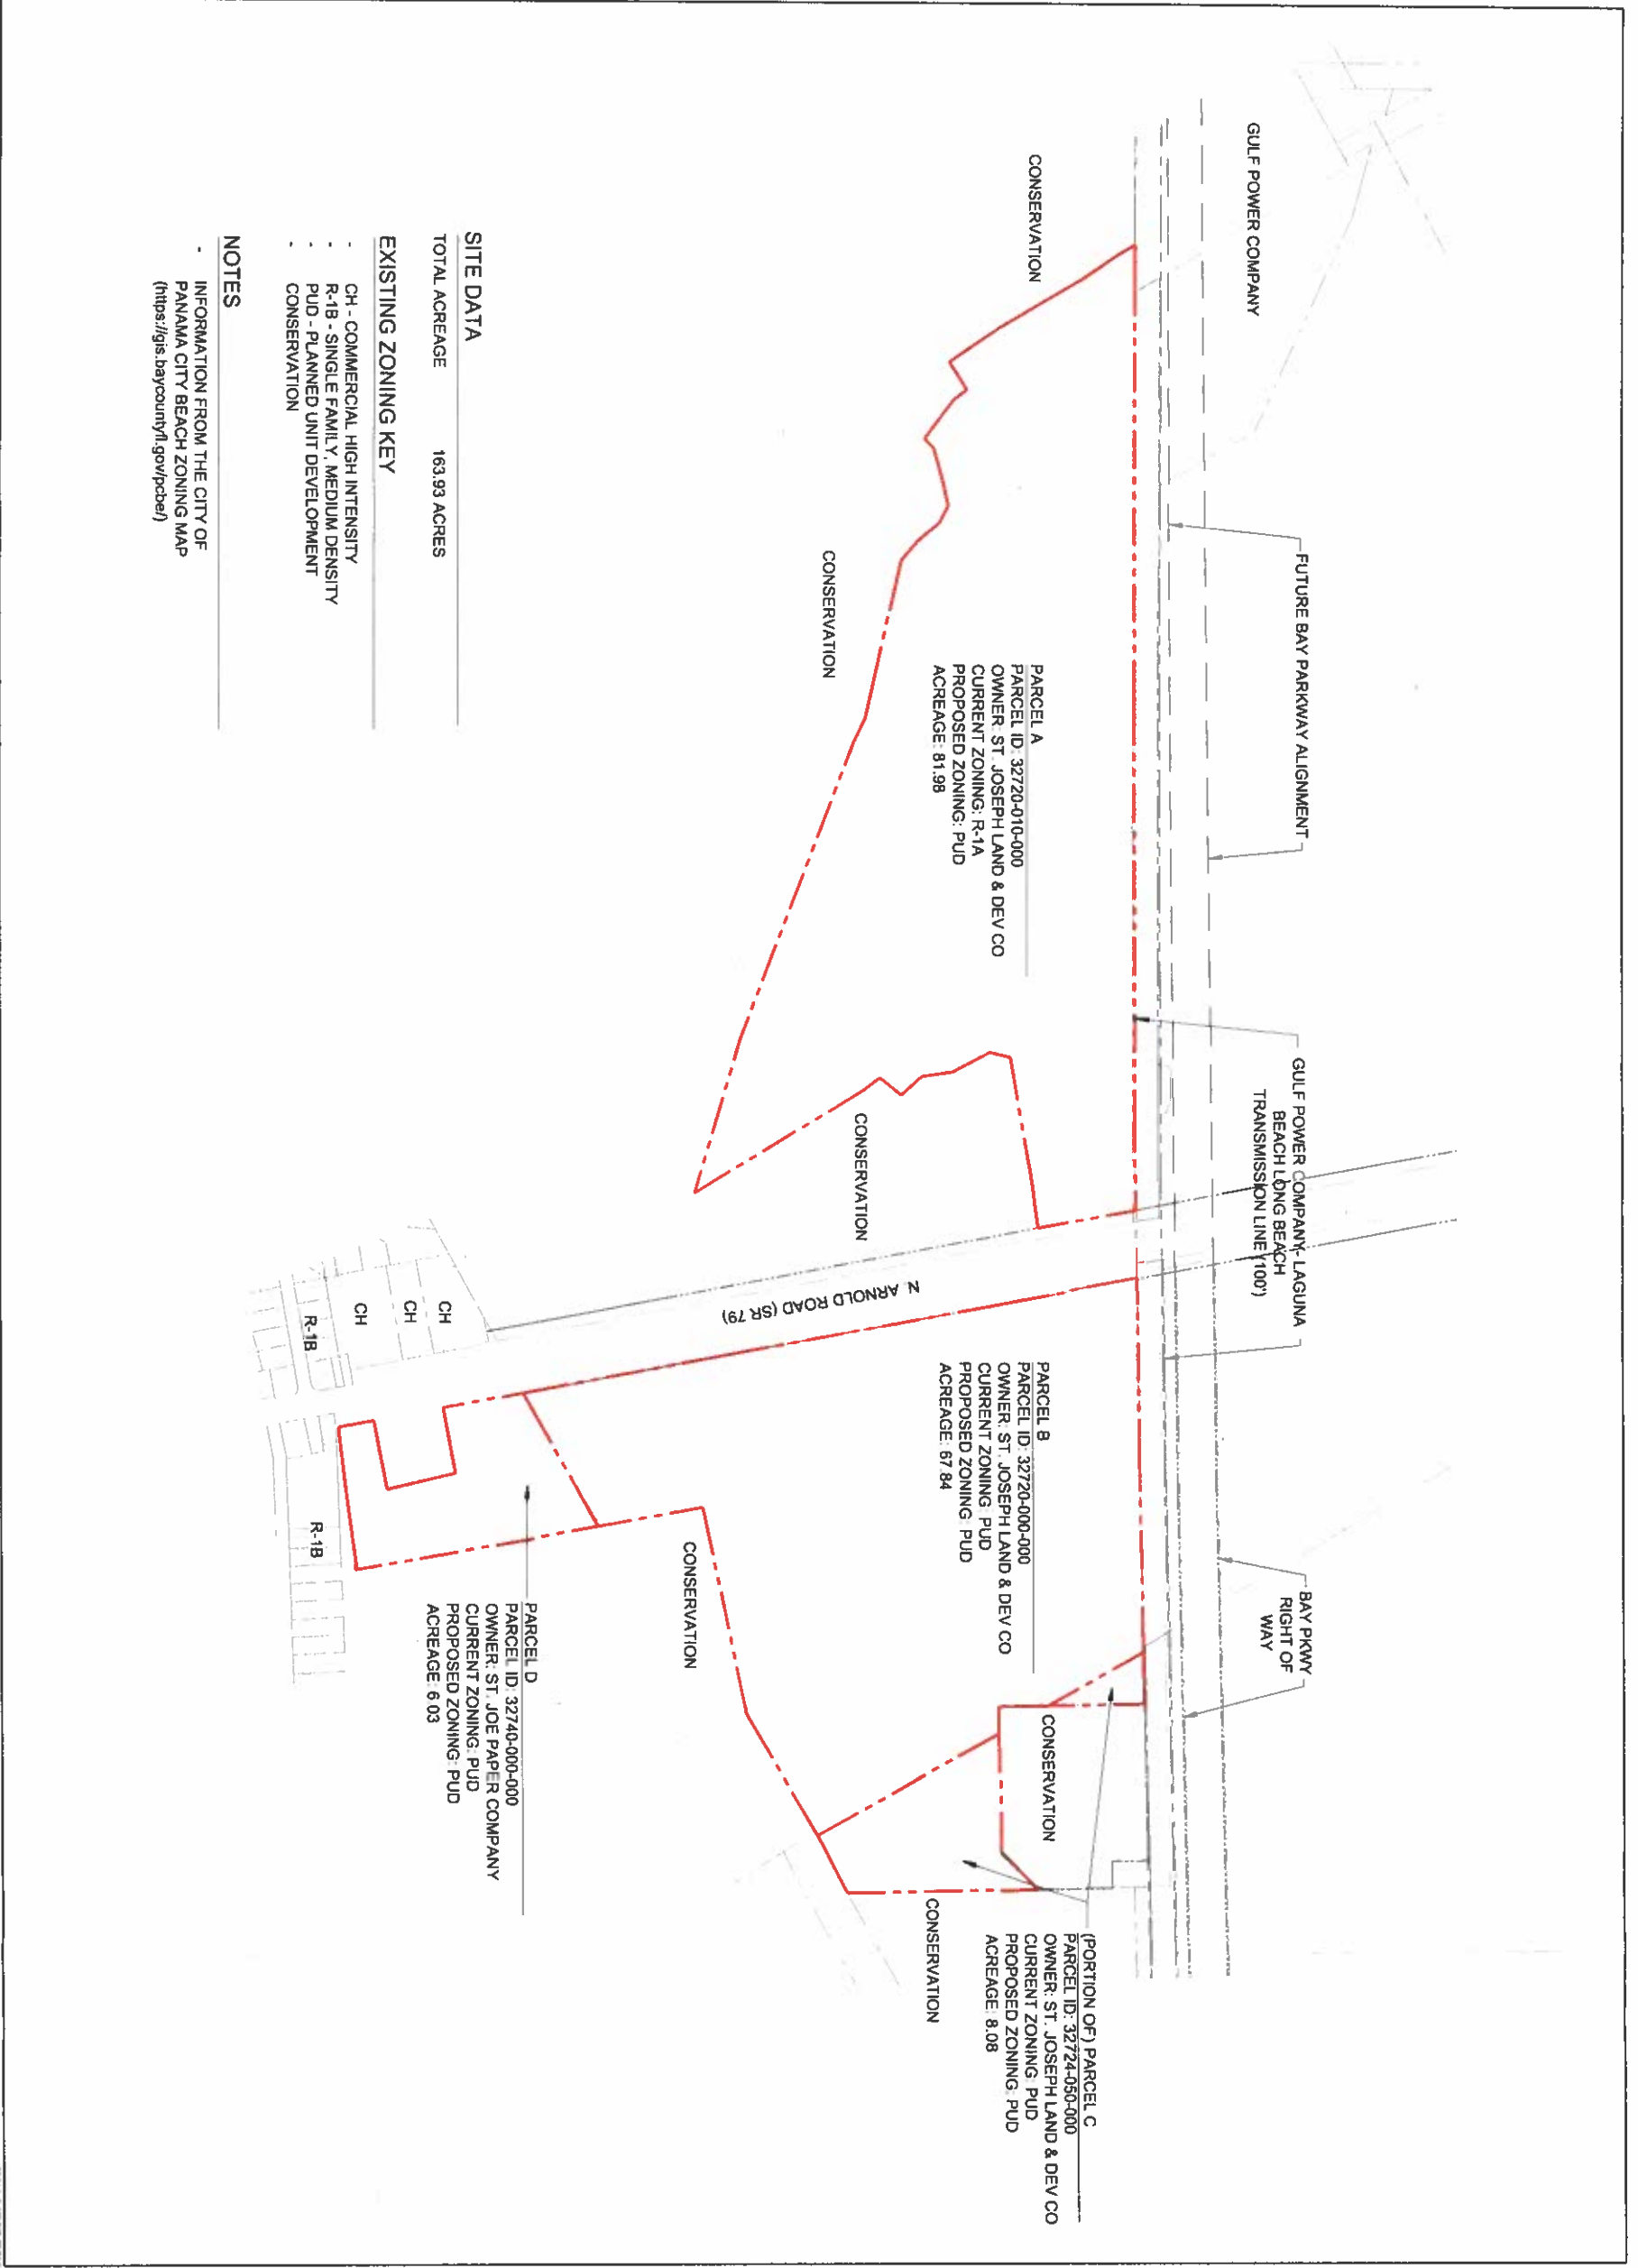 GULF POWER COMPANY
FUTURE BAY PARKWAY ALIGNMENT
GULF POWER COMPANY- LAGUNA
BEACH LONG BEACH
TRANSMISSION LINE (100')
BAY PKWY
RIGHT OF
WAY
CONSERVATION
PARCEL A
PARCEL ID: 32720-010-000
OWNER: ST. JOSEPH LAND & DEV CO
CURRENT ZONING: R-1A
PROPOSED ZONING: PUD
ACREAGE: 81.98
CONSERVATION
CONSERVATION
N. ARNOLD ROAD (SR 79)
PARCEL B
PARCEL ID: 32720-000-000
OWNER: ST. JOSEPH LAND & DEV CO
CURRENT ZONING: PUD
PROPOSED ZONING: PUD
ACREAGE: 67.84
CONSERVATION
(PORTION OF) PARCEL C
PARCEL ID: 32724-050-000
OWNER: ST. JOSEPH LAND & DEV CO
CURRENT ZONING: PUD
PROPOSED ZONING: PUD
ACREAGE: 8.08
CONSERVATION
CONSERVATION
PARCEL D
PARCEL ID: 32740-000-000
OWNER: ST. JOE PAPER COMPANY
CURRENT ZONING: PUD
PROPOSED ZONING: PUD
ACREAGE: 6.03
CH
CH
CH
R-1B
R-1B
SITE DATA
TOTAL ACREAGE 163.93 ACRES
EXISTING ZONING KEY
- CH - COMMERCIAL HIGH INTENSITY
- R-1B - SINGLE FAMILY, MEDIUM DENSITY
- PUD - PLANNED UNIT DEVELOPMENT
- CONSERVATION
NOTES
- INFORMATION FROM THE CITY OF
PANAMA CITY BEACH ZONING MAP
(https://gis.baycountyfl.gov/pcbe/)